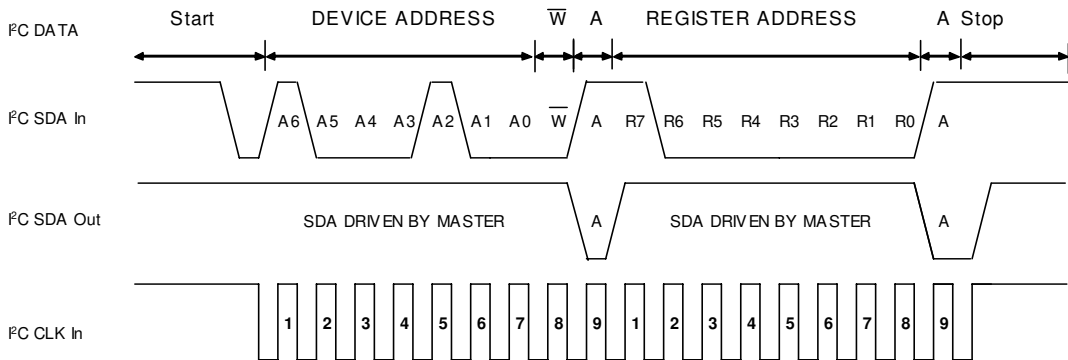 I²C DATA Start DEVICE ADDRESS W̅ A REGISTER ADDRESS A Stop
I²C SDA In A6 A5 A4 A3 A2 A1 A0 W̅ A R7 R6 R5 R4 R3 R2 R1 R0 A
I²C SDA Out SDA DRIVEN BY MASTER A SDA DRIVEN BY MASTER A
I²C CLK In 1 2 3 4 5 6 7 8 9 1 2 3 4 5 6 7 8 9